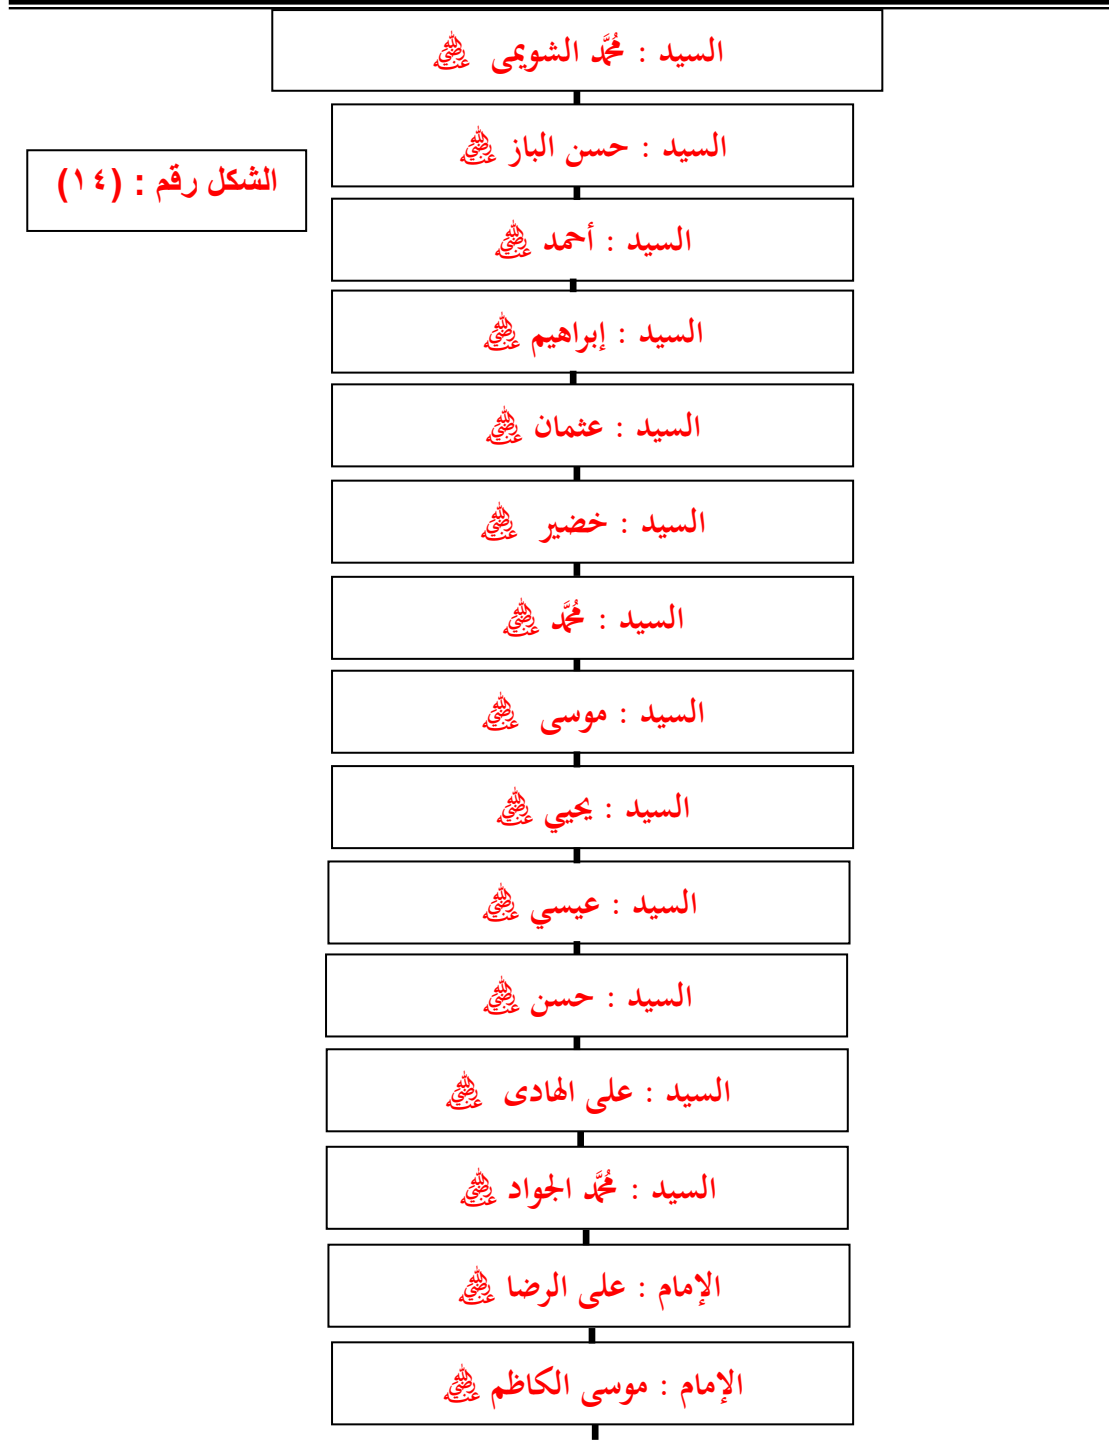 السيد : مُحَمَّد الشويمى ﵁
السيد : حسن الباز ﵁
الشكل رقم : (١٤)
السيد : أحمد ﵁
السيد : إبراهيم ﵁
السيد : عثمان ﵁
السيد : خضير ﵁
السيد : مُحَمَّد ﵁
السيد : موسى ﵁
السيد : يحيي ﵁
السيد : عيسي ﵁
السيد : حسن ﵁
السيد : على الهادى ﵁
السيد : مُحَمَّد الجواد ﵁
الإمام : على الرضا ﵁
الإمام : موسى الكاظم ﵁